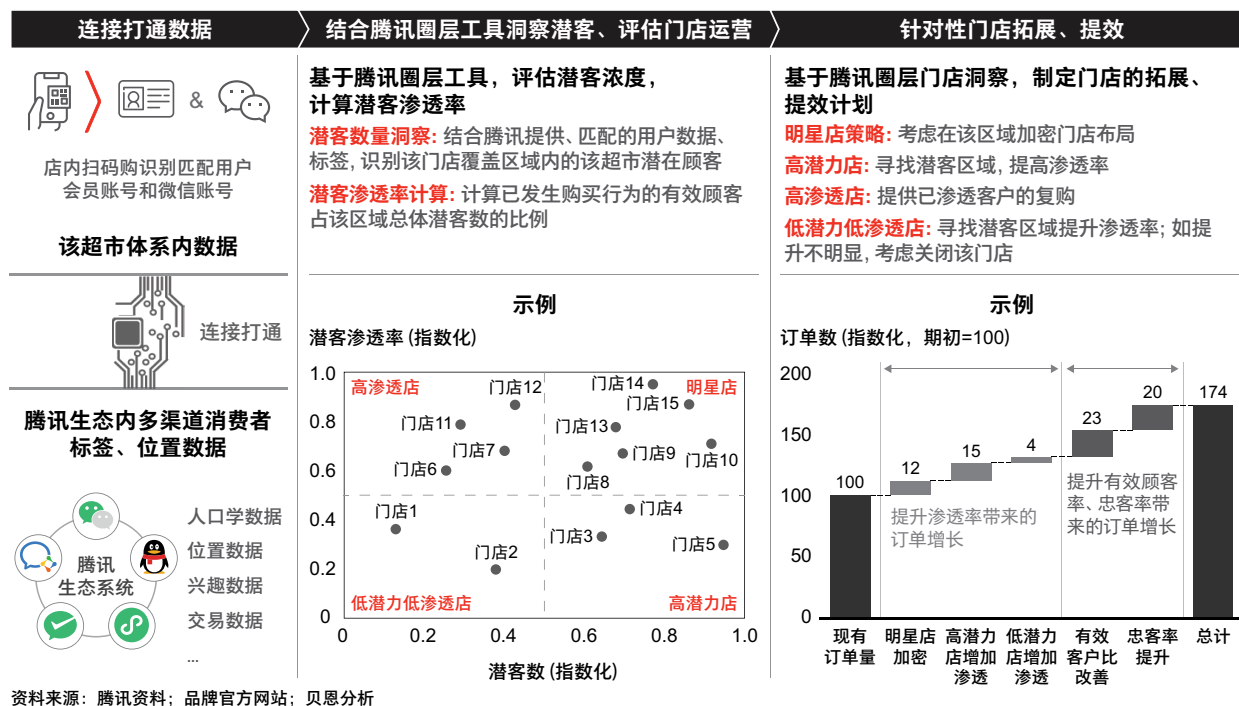 连接打通数据
结合腾讯圈层工具洞察潜客、评估门店运营
针对性门店拓展、提效
&
店内扫码购识别匹配用户
会员账号和微信账号
该超市体系内数据
连接打通
腾讯生态内多渠道消费者
标签、位置数据
腾讯
生态系统
人口学数据
位置数据
兴趣数据
交易数据
...
基于腾讯圈层工具，评估潜客浓度，
计算潜客渗透率
潜客数量洞察: 结合腾讯提供、匹配的用户数据、
标签, 识别该门店覆盖区域内的该超市潜在顾客
潜客渗透率计算: 计算已发生购买行为的有效顾客
占该区域总体潜客数的比例
示例
潜客渗透率 (指数化)
1.0
0.8
0.6
0.4
0.2
0
高渗透店
明星店
门店12
门店14
门店15
门店11
门店13
门店7
门店9
门店10
门店6
门店8
门店1
门店4
门店3
门店5
门店2
低潜力低渗透店
高潜力店
0
0.2
0.4
0.6
0.8
1.0
潜客数 (指数化)
基于腾讯圈层门店洞察，制定门店的拓展、
提效计划
明星店策略: 考虑在该区域加密门店布局
高潜力店: 寻找潜客区域, 提高渗透率
高渗透店: 提供已渗透客户的复购
低潜力低渗透店: 寻找潜客区域提升渗透率; 如提
升不明显, 考虑关闭该门店
示例
订单数 (指数化，期初=100)
200
150
100
50
0
100
12
15
4
23
20
174
提升渗透率带来的
订单增长
提升有效顾客
率、忠客率带
来的订单增长
现有
订单量
明星店
加密
高潜力
店增加
渗透
低潜力
店增加
渗透
有效
客户比
改善
忠客率
提升
总计
资料来源：腾讯资料；品牌官方网站；贝恩分析